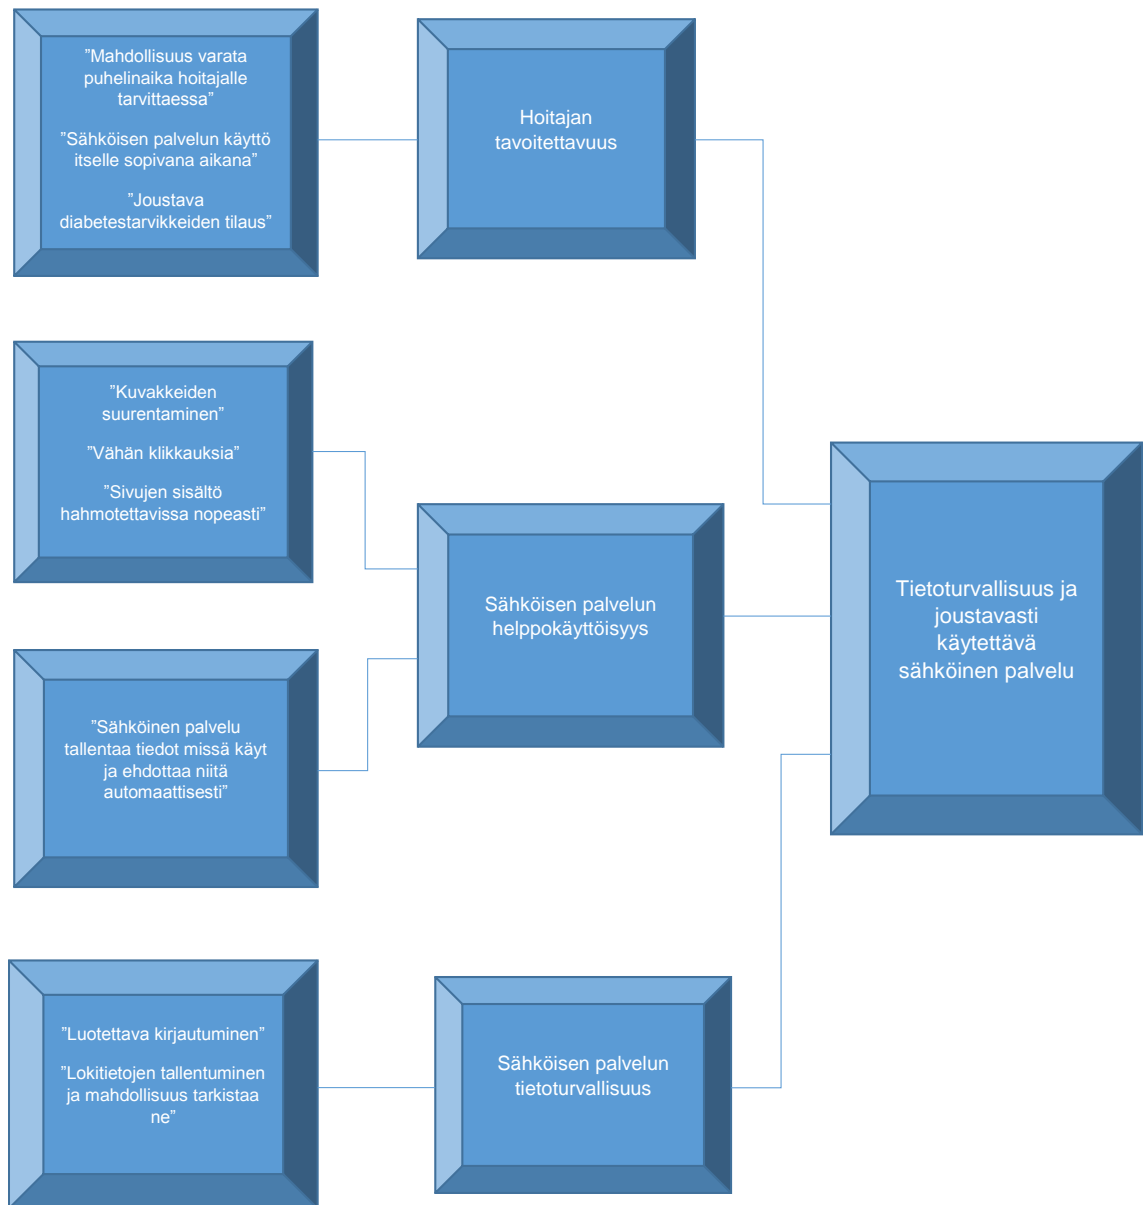 ”Mahdollisuus varata
puhelinaika hoitajalle
tarvittaessa”
”Sähköisen palvelun käyttö
itselle sopivana aikana”
”Joustava
diabetestarvikkeiden tilaus”
Hoitajan
tavoitettavuus
”Kuvakkeiden
suurentaminen”
”Vähän klikkauksia”
”Sivujen sisältö
hahmotettavissa nopeasti”
Sähköisen palvelun
helppokäyttöisyys
Tietoturvallisuus ja
joustavasti
käytettävä
sähköinen palvelu
”Sähköinen palvelu
tallentaa tiedot missä käyt
ja ehdottaa niitä
automaattisesti”
”Luotettava kirjautuminen”
”Lokitietojen tallentuminen
ja mahdollisuus tarkistaa
ne”
Sähköisen palvelun
tietoturvallisuus